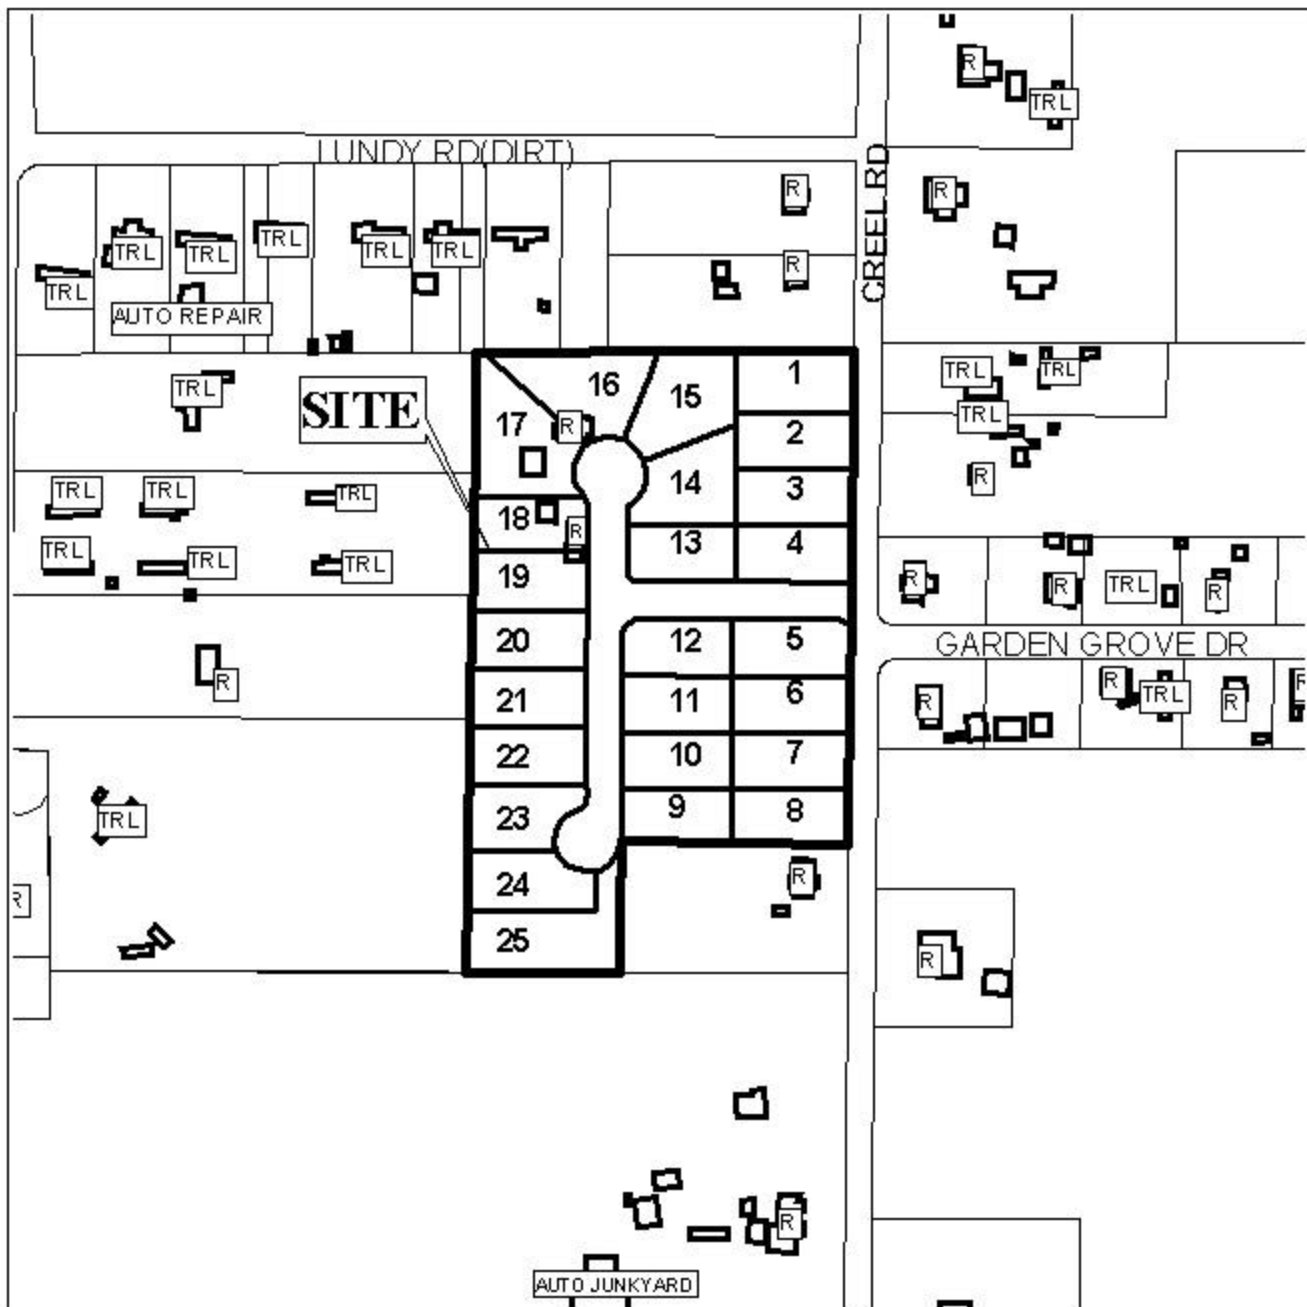 R
TRL
LUNDY RD(DIRT)
CREEL RD
R
R
TRL
TRL
TRL
TRL
TRL
R
TRL
AUTO REPAIR
TRL
SITE
16
15
1
TRL
TRL
TRL
17
R
2
TRL
TRL
TRL
14
3
R
18
R
13
4
TRL
TRL
TRL
19
R
R
TRL
R
20
12
5
GARDEN GROVE DR
R
21
11
6
R
R
TRL
R
R
22
10
7
23
9
8
TRL
24
R
R
25
R
R
AUTO JUNKYARD